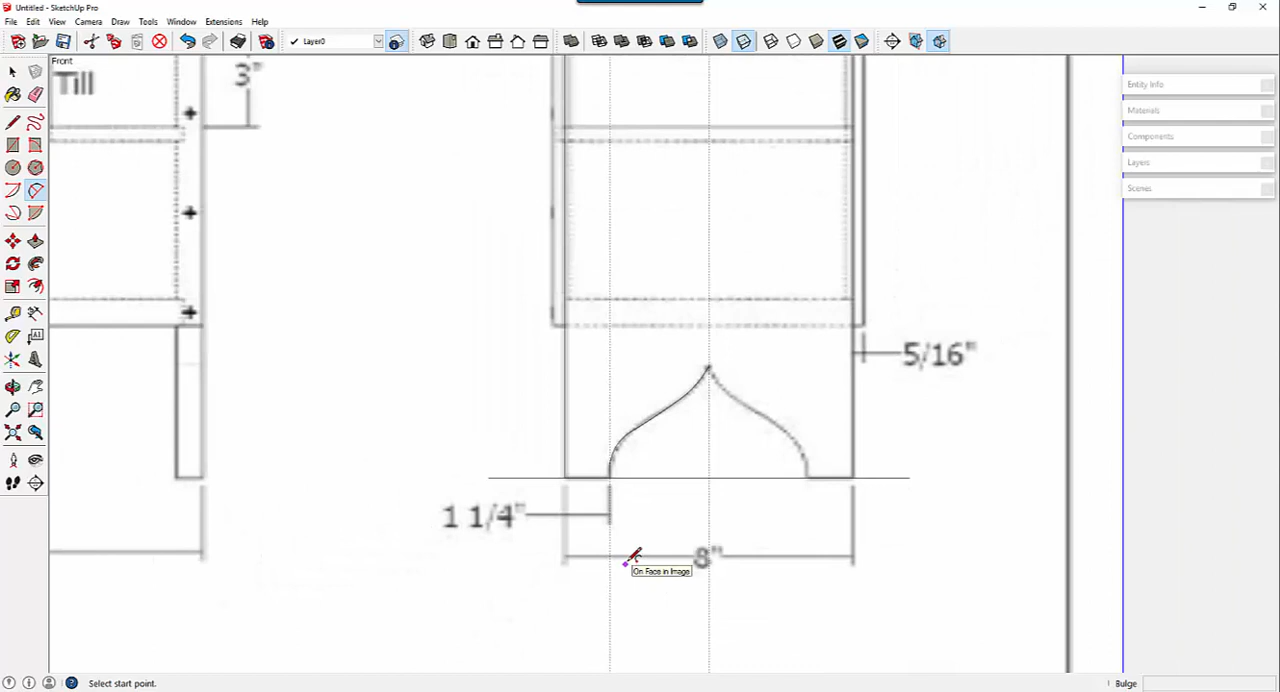 Untitled - SketchUp Pro
File Edit View Camera Draw Tools Window Extensions Help
Layer0
Front
Till
3"
Entity Info
Materials
Components
Layers
Scenes
5/16"
1 1/4"
8"
On Face in Image
Select start point.
Bulge